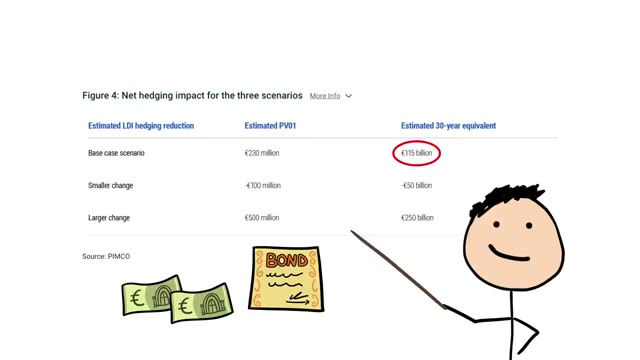 Figure 4: Net hedging impact for the three scenarios More Info
Estimated LDI hedging reduction Estimated PV01 Estimated 30-year equivalent
Base case scenario €230 million €115 billion
Smaller change -€100 million -€50 billion
Larger change €500 million €250 billion
Source: PIMCO
BOND
€ €